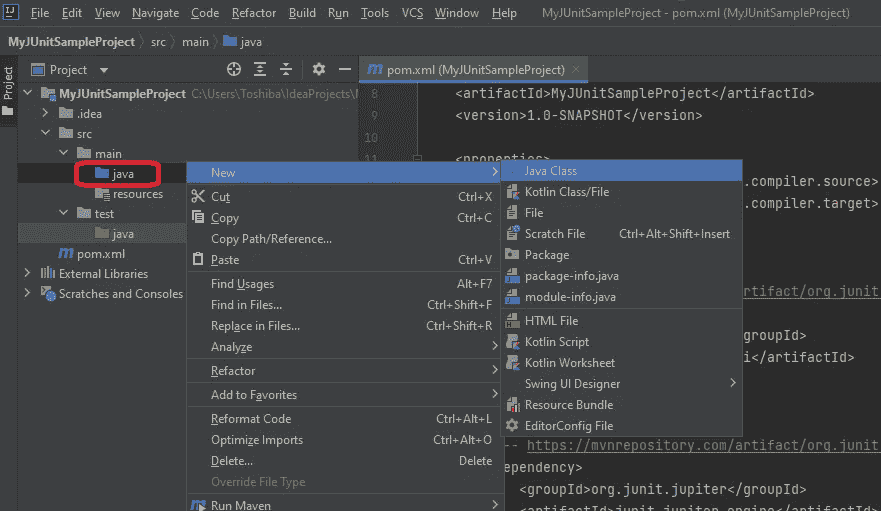 IJ File Edit View Navigate Code Refactor Build Run Tools VCS Window Help MyJUnitSampleProject - pom.xml (MyJUnitSampleProject)
MyJUnitSampleProject src main java
Project
Project
m pom.xml (MyJUnitSampleProject)
MyJUnitSampleProject C:\Users\Toshiba\IdeaProjects\
.idea
src
main
java
resources
test
java
m pom.xml
External Libraries
Scratches and Consoles
New
Cut Ctrl+X
Copy Ctrl+C
Copy Path/Reference...
Paste Ctrl+V
Find Usages Alt+F7
Find in Files... Ctrl+Shift+F
Replace in Files... Ctrl+Shift+R
Analyze
Refactor
Add to Favorites
Reformat Code Ctrl+Alt+L
Optimize Imports Ctrl+Alt+O
Delete... Delete
Override File Type
Run Maven
Java Class
Kotlin Class/File
File
Scratch File Ctrl+Alt+Shift+Insert
Package
package-info.java
module-info.java
HTML File
Kotlin Script
Kotlin Worksheet
Swing UI Designer
Resource Bundle
EditorConfig File
8 <artifactId>MyJUnitSampleProject</artifactId>
9 <version>1.0-SNAPSHOT</version>
10
11 <properties>
.compiler.source>
.compiler.target>
artifact/org.junit
groupId>
i</artifactId>
-- https://mvnrepository.com/artifact/org.junit
ependency>
<groupId>org.junit.jupiter</groupId>
<artifactId>junit-jupiter-engine</artifactId>